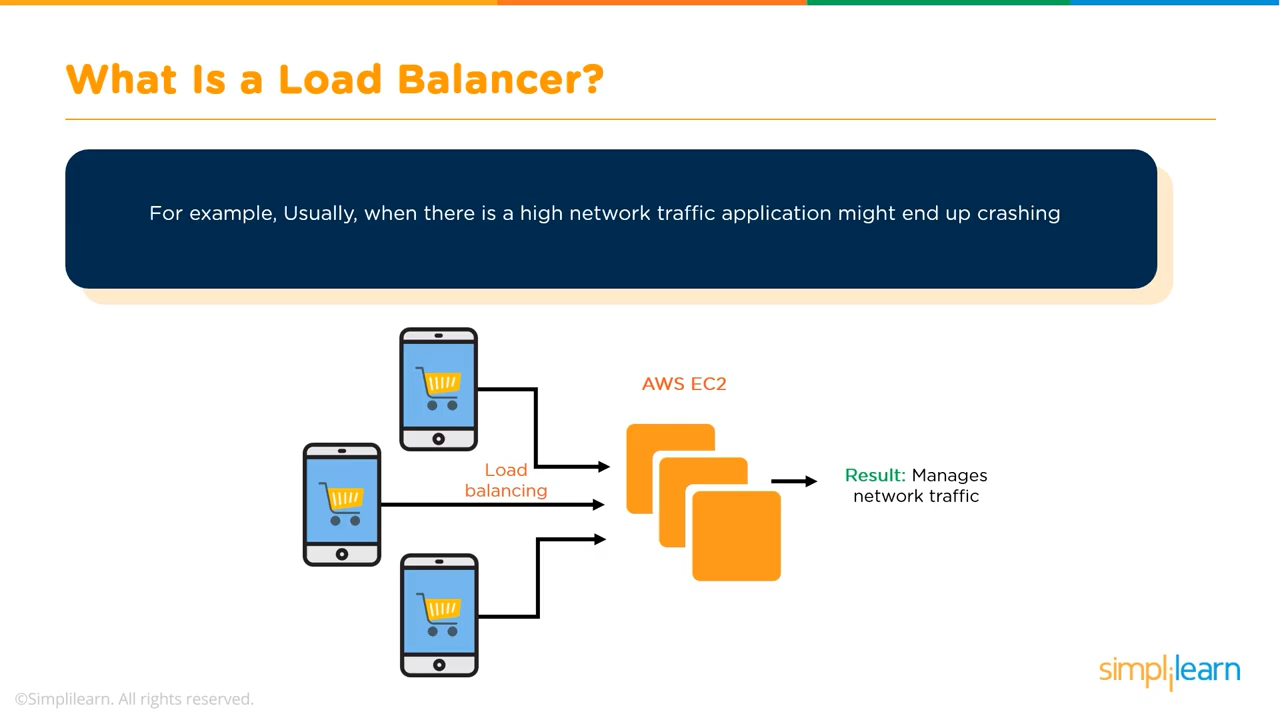 What Is a Load Balancer?
For example, Usually, when there is a high network traffic application might end up crashing
AWS EC2
Load
balancing
Result: Manages
network traffic
simplilearn
©Simplilearn. All rights reserved.